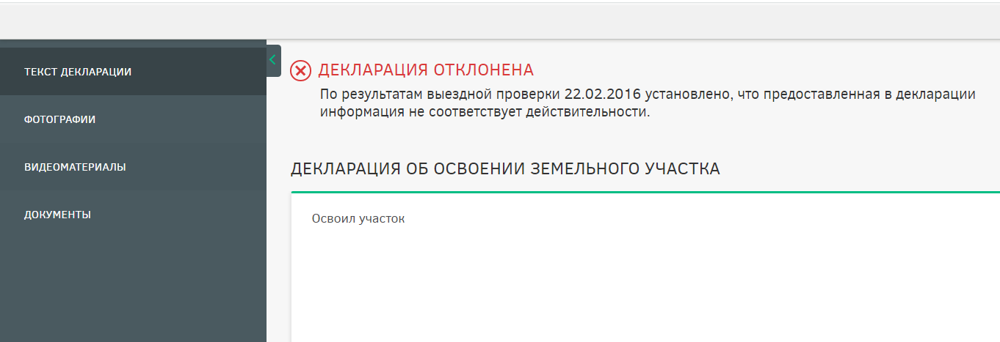 ТЕКСТ ДЕКЛАРАЦИИ
ФОТОГРАФИИ
ВИДЕОМАТЕРИАЛЫ
ДОКУМЕНТЫ
ДЕКЛАРАЦИЯ ОТКЛОНЕНА
По результатам выездной проверки 22.02.2016 установлено, что предоставленная в декларации
информация не соответствует действительности.
ДЕКЛАРАЦИЯ ОБ ОСВОЕНИИ ЗЕМЕЛЬНОГО УЧАСТКА
Освоил участок